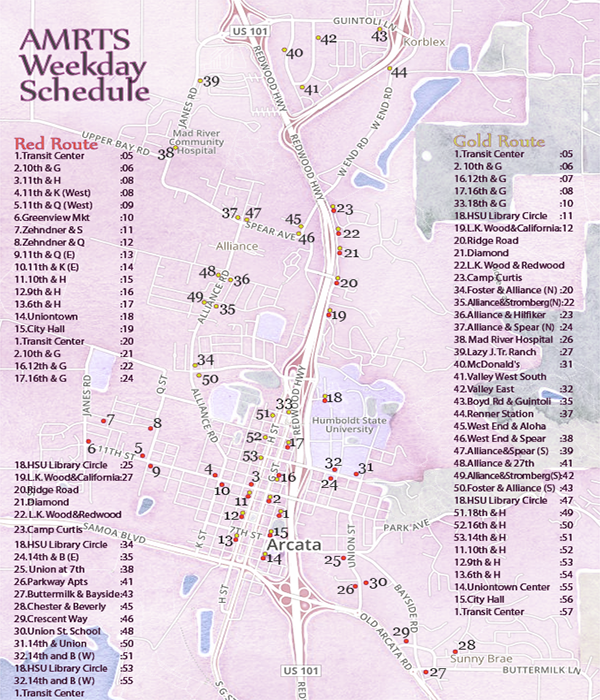 AMRTS
Weekday
Schedule
Red Route
1.Transit Center :05
2.10th & G :06
3.11th & H :08
4.11th & K (West) :08
5.11th & Q (West) :09
6.Greenview Mkt :10
7.Zehndner & S :11
8.Zehndner & Q :12
9.11th & Q (E) :13
10.11th & K (E) :14
11.10th & H :15
12.9th & H :16
13.6th & H :17
14.Uniontown :18
15.City Hall :19
1.Transit Center :20
2.10th & G :21
16.12th & G :22
17.16th & G :24
18.HSU Library Circle :25
19.L.K.Wood&California:27
20.Ridge Road
21.Diamond
22.L.K.Wood&Redwood
23.Camp Curtis
18.HSU Library Circle :34
24.14th & B (E) :35
25. Union at 7th :38
26.Parkway Apts :41
27.Buttermilk & Bayside:43
28.Chester & Beverly :45
29.Crescent Way :46
30.Union St. School :48
31.14th & Union :50
32.14th and B (W) :51
18.HSU Library Circle :53
32.14th and B (W) :55
1.Transit Center
Gold Route
1.Transit Center :05
2. 10th & G :06
16.12th & G :07
17.16th & G :08
33.18th & G :10
18.HSU Library Circle :11
19.L.K.Wood&California:12
20.Ridge Road
21.Diamond
22.L.K.Wood & Redwood
23.Camp Curtis
34.Foster & Alliance (N) :20
35.Alliance&Stromberg(N):22
36.Alliance & Hilfiker :23
37.Alliance & Spear (N) :24
38. Mad River Hospital :26
39.Lazy J.Tr. Ranch :27
40.McDonald's :31
41.Valley West South
42.Valley East :32
43.Boyd Rd & Guintoli :35
44.Renner Station :37
45.West End & Aloha
46.West End & Spear :38
47.Alliance&Spear (S) :39
48.Alliance & 27th :41
49.Alliance&Stromberg(S):42
50.Foster & Alliance (S) :43
18.HSU Library Circle :47
51.18th & H :49
52.16th & H :50
53.14th & H :51
11.10th & H :52
12.9th & H :53
13.6th & H :54
14.Uniontown Center :55
15.City Hall :56
1.Transit Center :57
US 101
GUINTOLI LN
Korblex
REDWOOD HWY
JANES RD
UPPER BAY RD
Mad River
Community
Hospital
W END RD
W END RD
REDWOOD HWY
SPEAR AVE
Alliance
ALLIANCE RD
REDWOOD HWY
JANES RD
Q ST
ALLIANCE RD
H ST
Humboldt State
University
11TH ST
SAMOA BLVD
K ST
7TH ST
Arcata
PARK AVE
UNION ST
H ST
BAYSIDE RD
OLD ARCATA RD
US 101
S G ST
Sunny Brae
BUTTERMILK LN
42
43
40
44
39
41
38
23
37
47
45
46
22
21
48
36
20
49
35
19
34
50
18
33
51
7
8
52
17
6
5
53
9
4
3
16
32
31
10
24
11
2
12
1
13
15
14
25
26
30
29
28
27